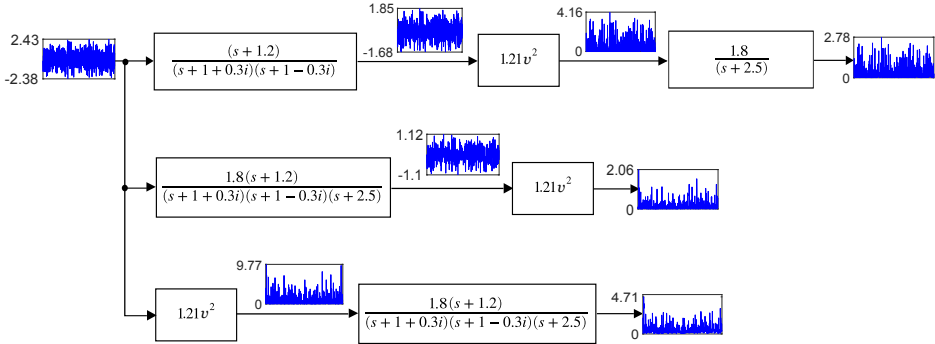 2.43
-2.38
(s + 1.2)
(s + 1 + 0.3i)(s + 1 − 0.3i)
1.85
-1.68
1.21v²
4.16
0
1.8
(s + 2.5)
2.78
0
1.8(s + 1.2)
(s + 1 + 0.3i)(s + 1 − 0.3i)(s + 2.5)
1.12
-1.1
1.21v²
2.06
0
1.21v²
9.77
0
1.8(s + 1.2)
(s + 1 + 0.3i)(s + 1 − 0.3i)(s + 2.5)
4.71
0